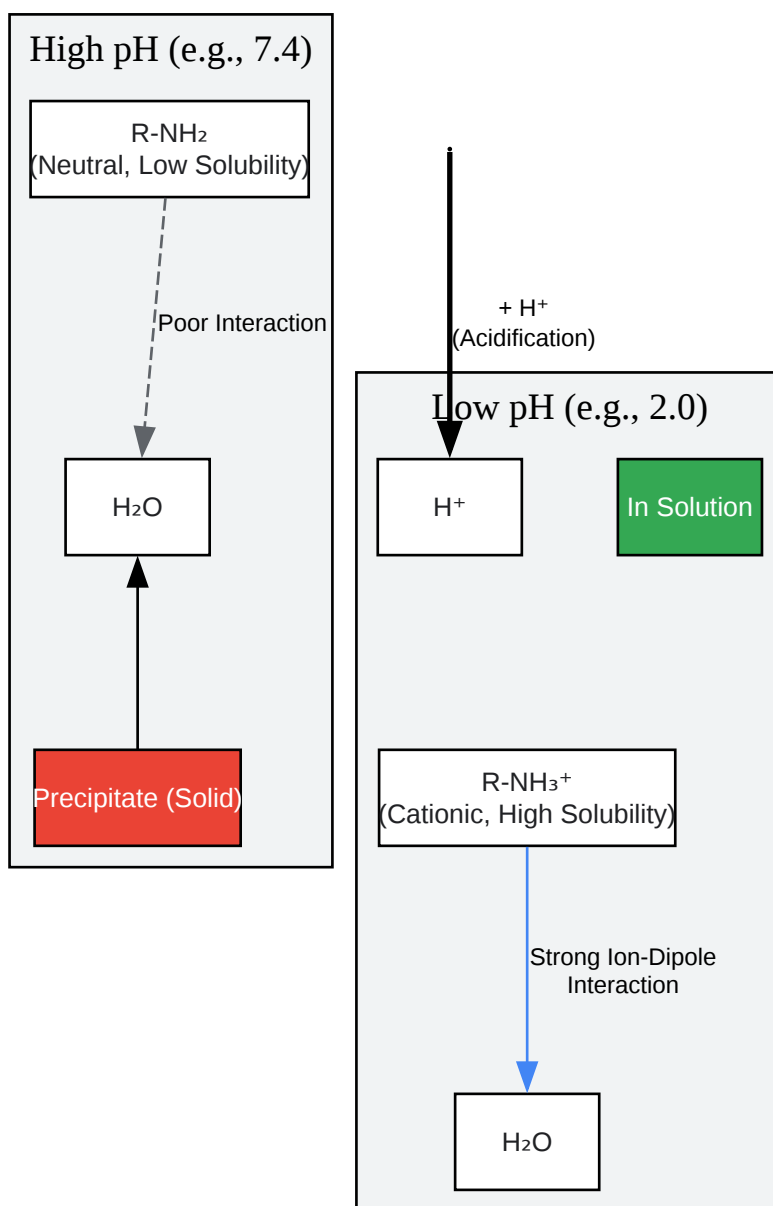 High pH (e.g., 7.4)
R-NH₂
(Neutral, Low Solubility)
Poor Interaction
H₂O
Precipitate (Solid)
+ H⁺
(Acidification)
Low pH (e.g., 2.0)
H⁺
In Solution
R-NH₃⁺
(Cationic, High Solubility)
Strong Ion-Dipole
Interaction
H₂O